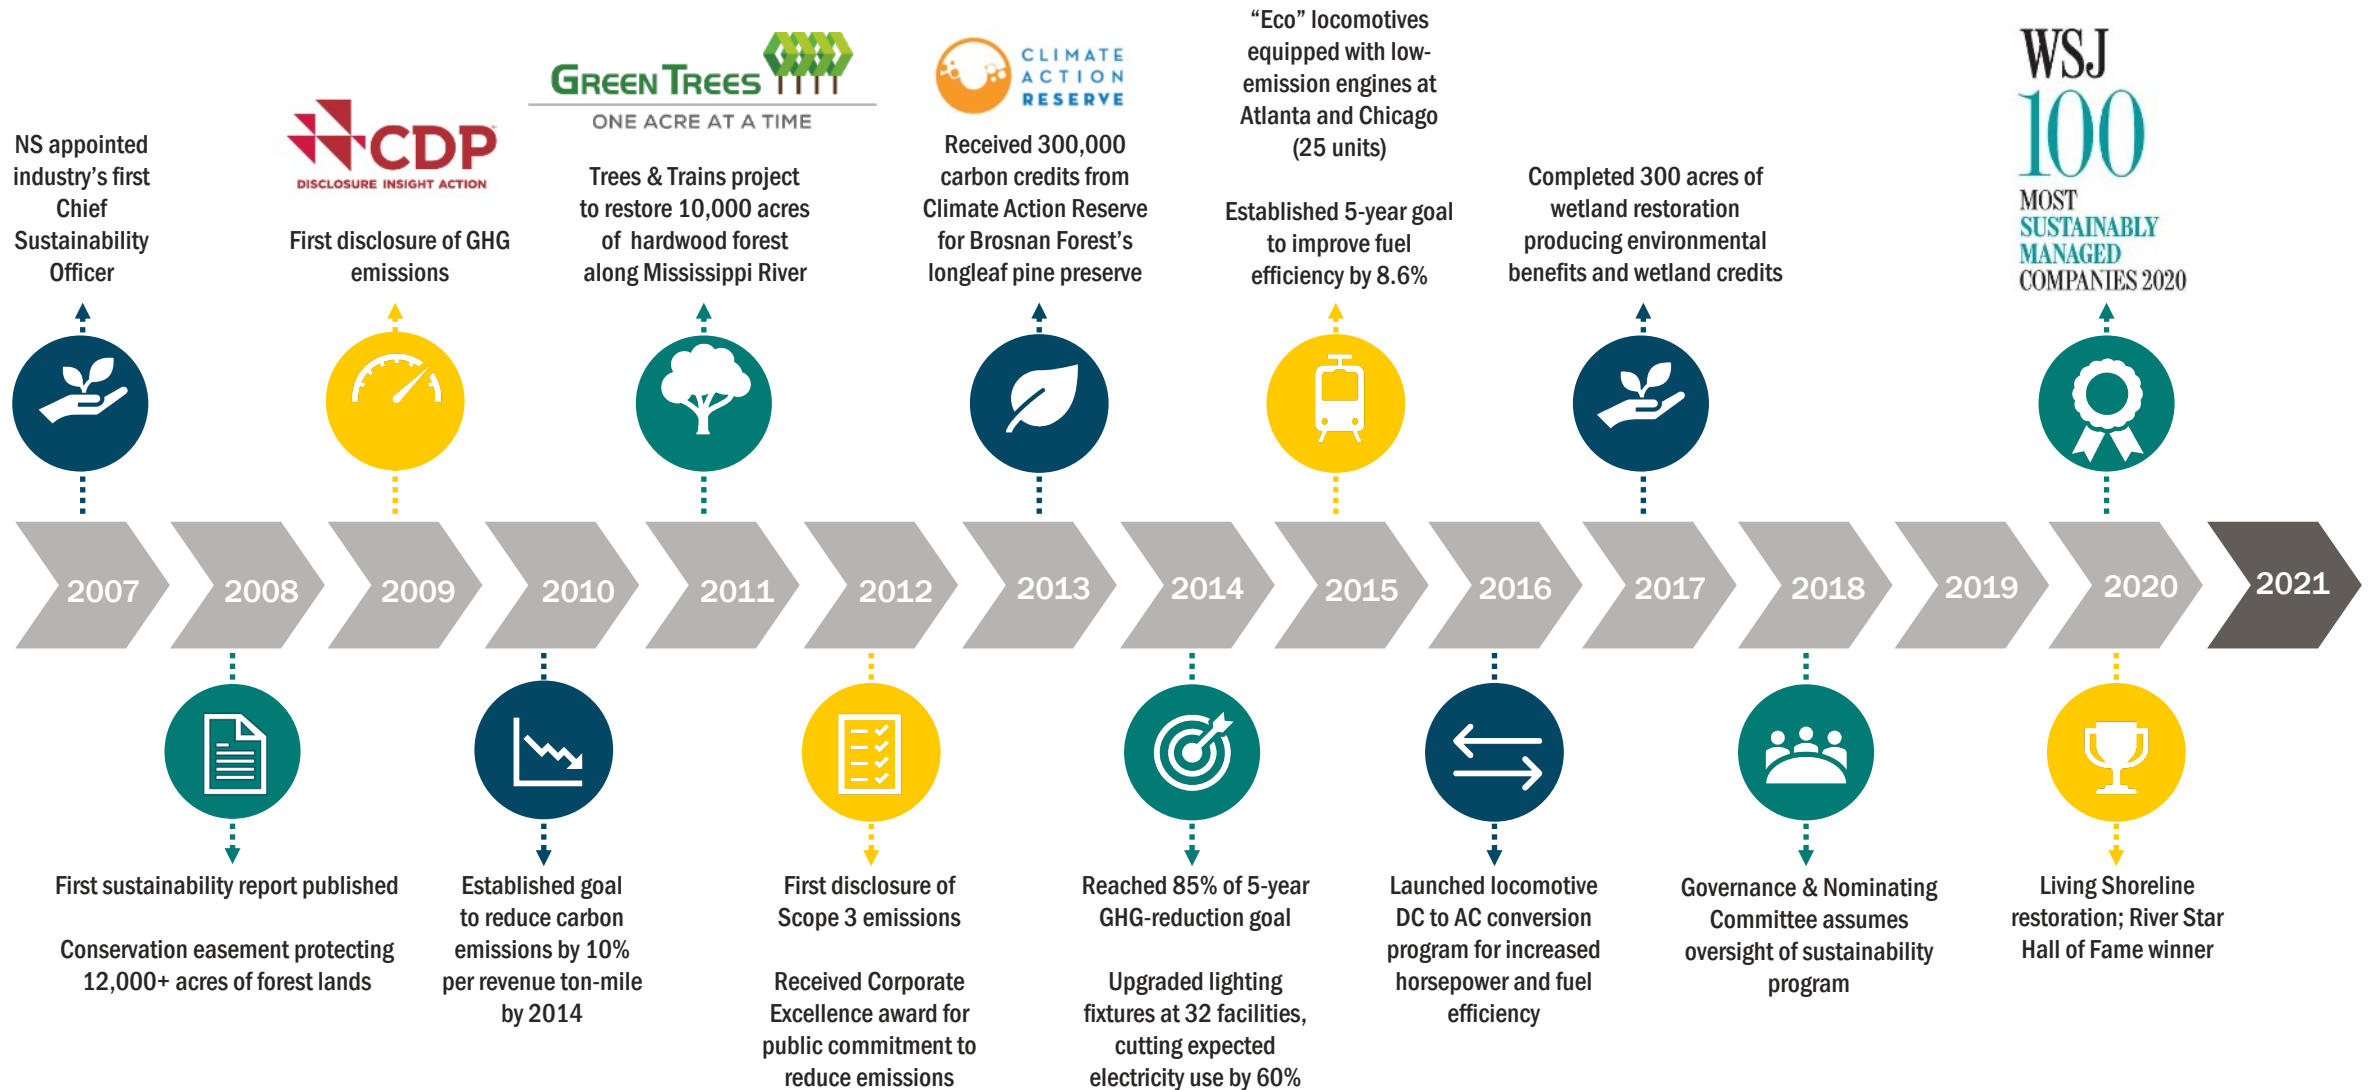 NS appointed
industry's first
Chief
Sustainability
Officer
CDP
DISCLOSURE INSIGHT ACTION
First disclosure of GHG
emissions
GREEN TREES
ONE ACRE AT A TIME
Trees & Trains project
to restore 10,000 acres
of hardwood forest
along Mississippi River
CLIMATE
ACTION
RESERVE
Received 300,000
carbon credits from
Climate Action Reserve
for Brosnan Forest's
longleaf pine preserve
“Eco” locomotives
equipped with low-
emission engines at
Atlanta and Chicago
(25 units)
Established 5-year goal
to improve fuel
efficiency by 8.6%
Completed 300 acres of
wetland restoration
producing environmental
benefits and wetland credits
WSJ
100
MOST
SUSTAINABLY
MANAGED
COMPANIES 2020
2007
2008
2009
2010
2011
2012
2013
2014
2015
2016
2017
2018
2019
2020
2021
First sustainability report published
Conservation easement protecting
12,000+ acres of forest lands
Established goal
to reduce carbon
emissions by 10%
per revenue ton-mile
by 2014
First disclosure of
Scope 3 emissions
Received Corporate
Excellence award for
public commitment to
reduce emissions
Reached 85% of 5-year
GHG-reduction goal
Upgraded lighting
fixtures at 32 facilities,
cutting expected
electricity use by 60%
Launched locomotive
DC to AC conversion
program for increased
horsepower and fuel
efficiency
Governance & Nominating
Committee assumes
oversight of sustainability
program
Living Shoreline
restoration; River Star
Hall of Fame winner